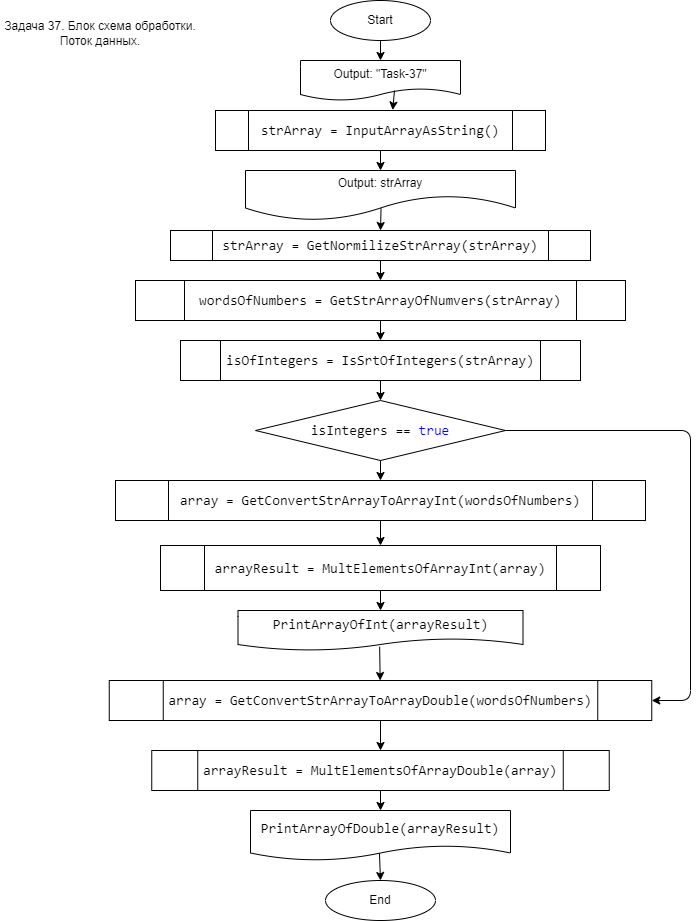 Задача 37. Блок схема обработки.
Поток данных.
Start
Output: "Task-37"
strArray = InputArrayAsString()
Output: strArray
strArray = GetNormilizeStrArray(strArray)
wordsOfNumbers = GetStrArrayOfNumvers(strArray)
isOfIntegers = IsSrtOfIntegers(strArray)
isIntegers == true
array = GetConvertStrArrayToArrayInt(wordsOfNumbers)
arrayResult = MultElementsOfArrayInt(array)
PrintArrayOfInt(arrayResult)
array = GetConvertStrArrayToArrayDouble(wordsOfNumbers)
arrayResult = MultElementsOfArrayDouble(array)
PrintArrayOfDouble(arrayResult)
End